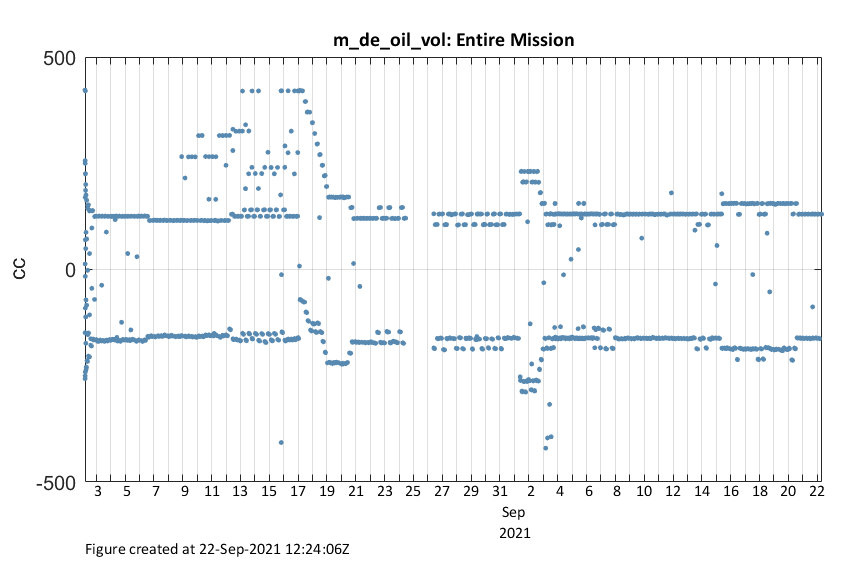 m_de_oil_vol: Entire Mission
500
0
-500
CC
3 5 7 9 11 13 15 17 19 21 23 25 27 29 31 2 4 6 8 10 12 14 16 18 20 22
Sep
2021
Figure created at 22-Sep-2021 12:24:06Z